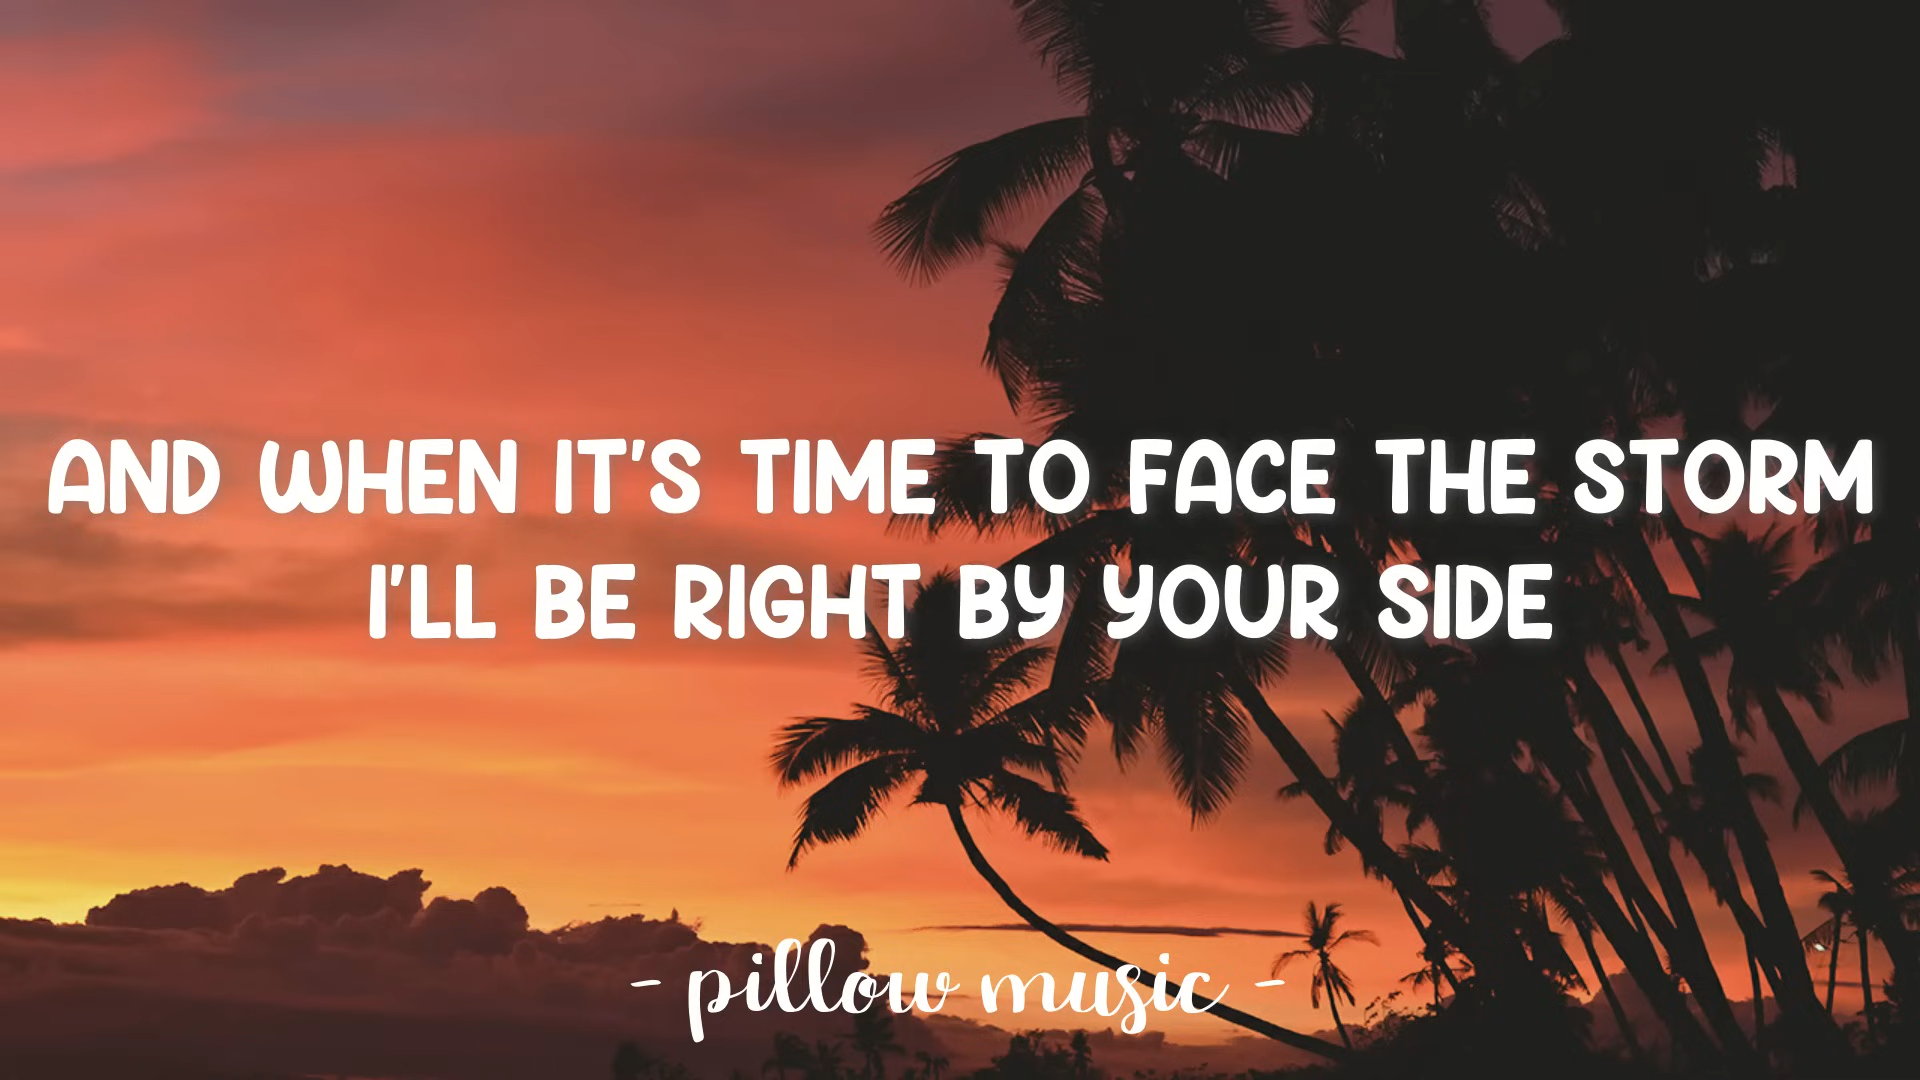 AND WHEN IT'S TIME TO FACE THE STORM
I'LL BE RIGHT BY YOUR SIDE
- pillow music -